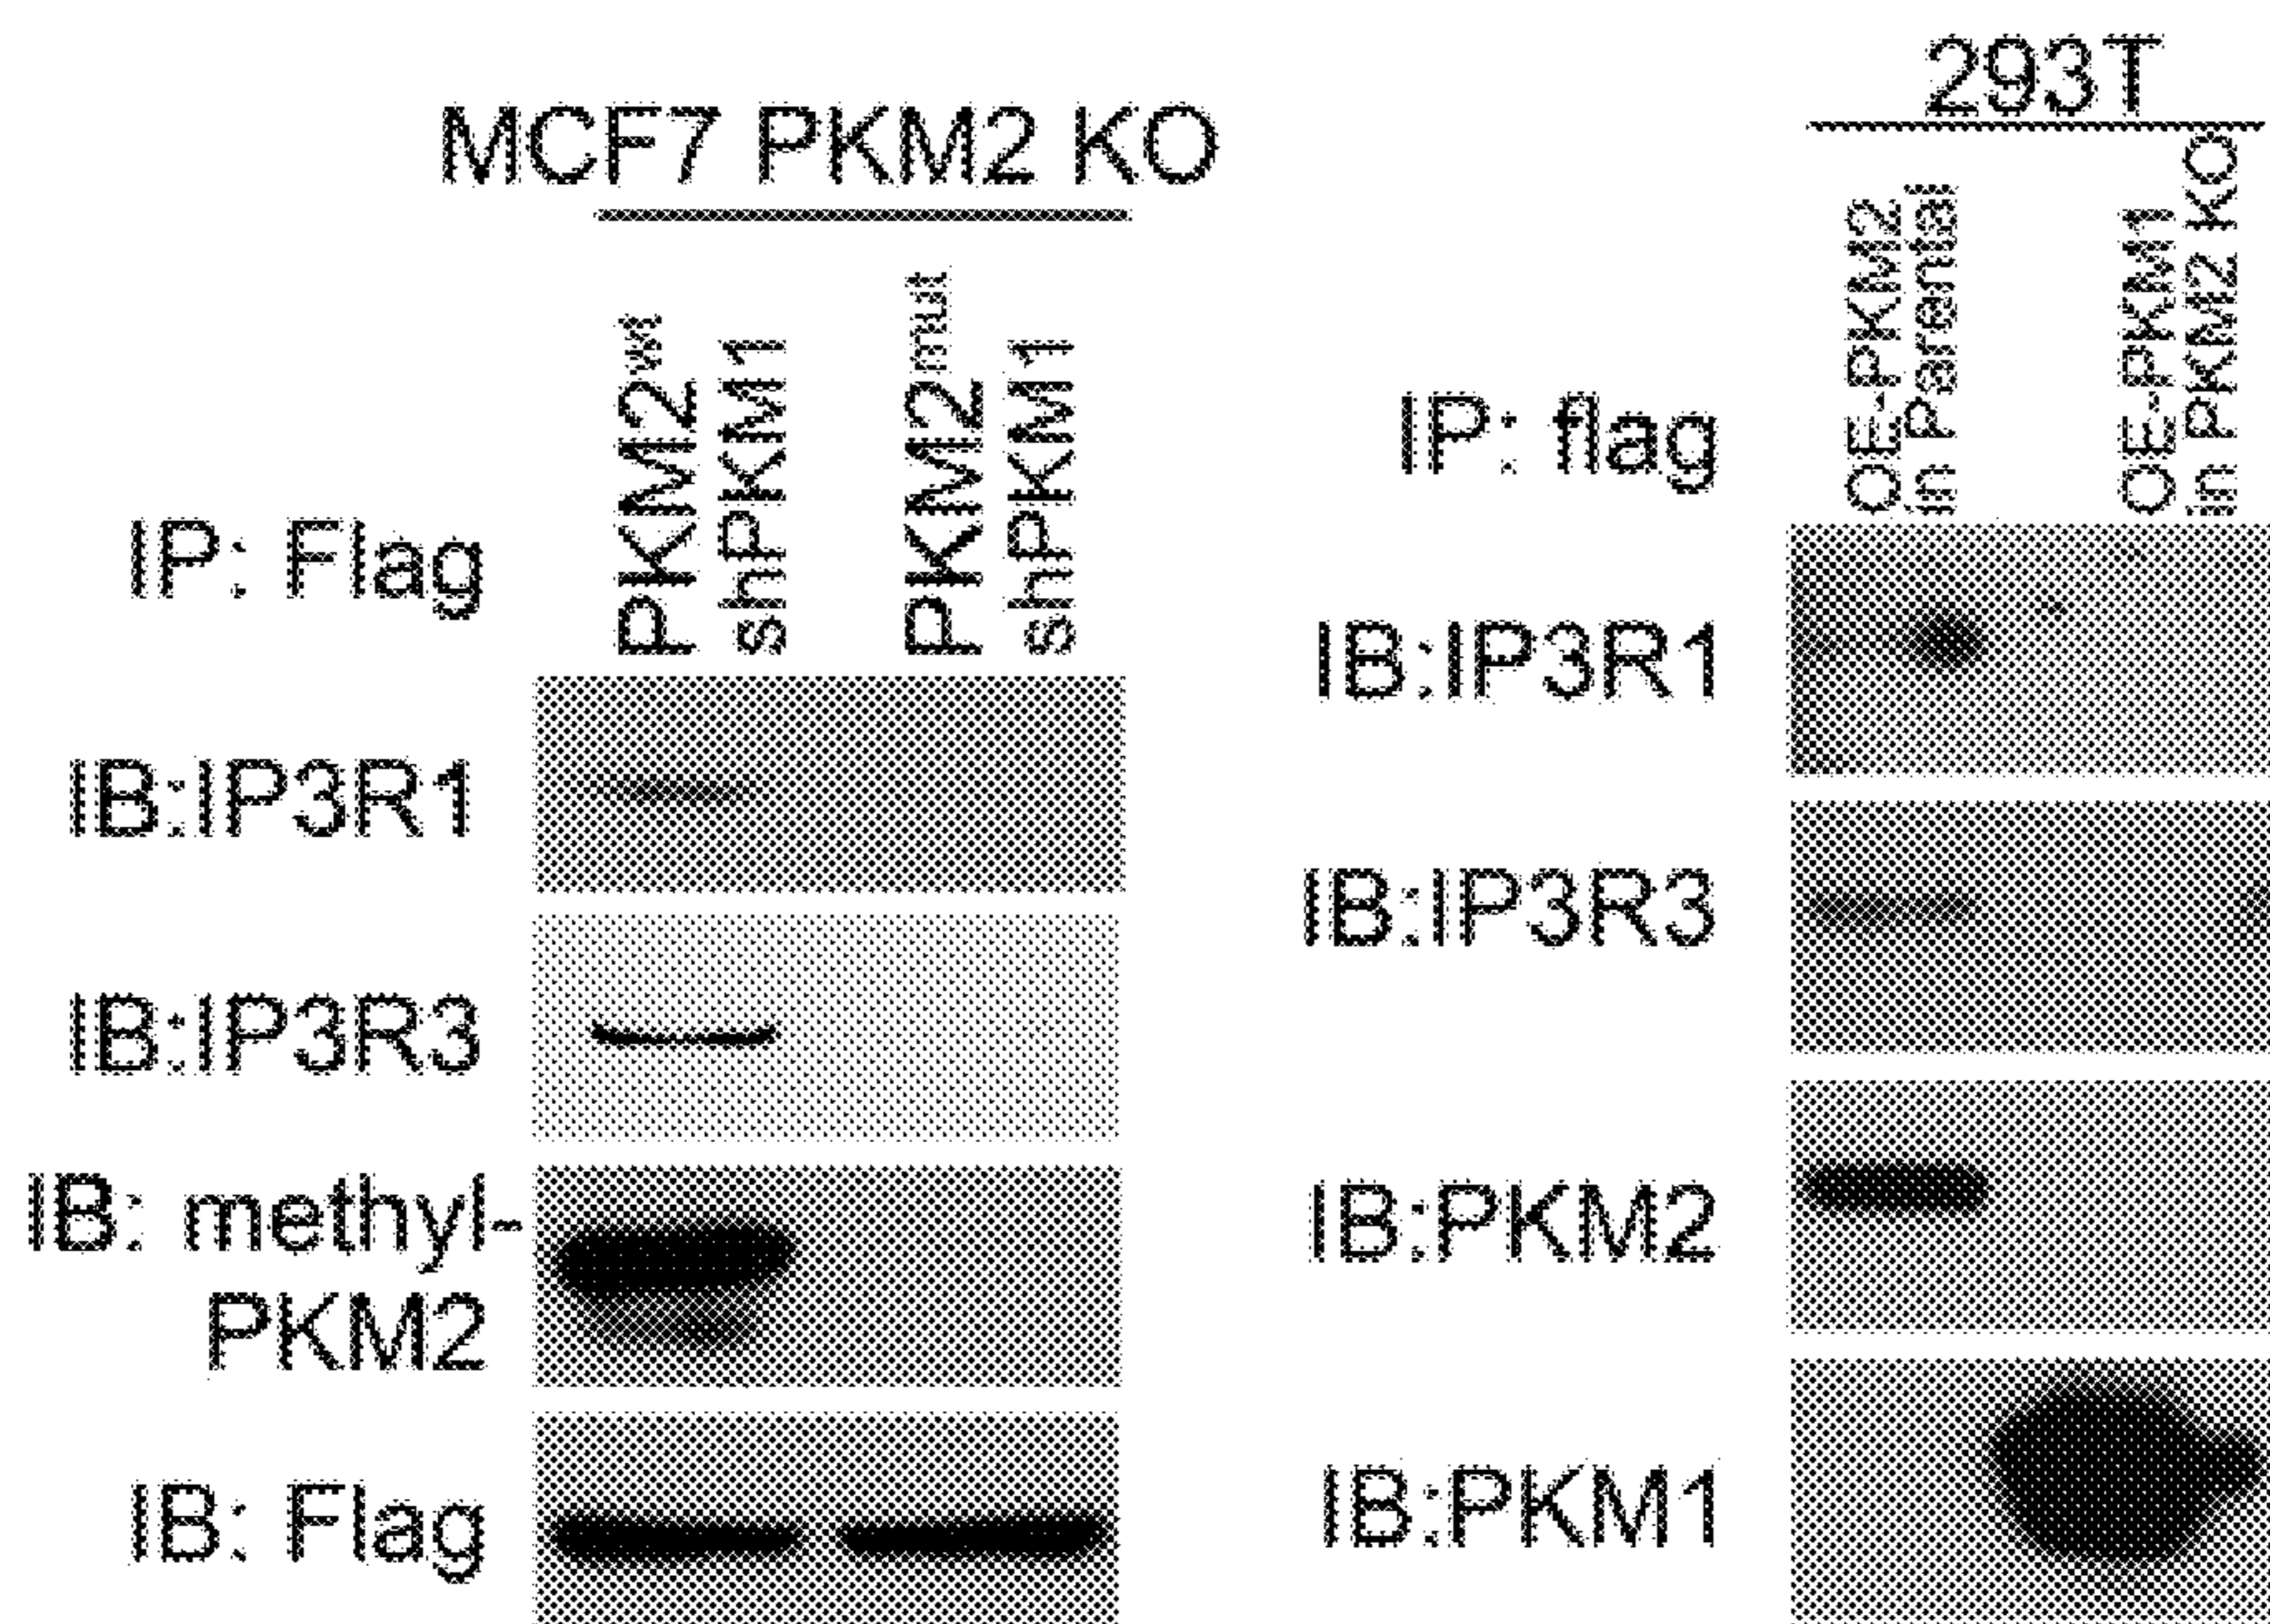 MCF7 PKM2 KO
PKM2wt
shPKM1
PKM2mut
shPKM1
IP: Flag
IB:IP3R1
IB:IP3R3
IB: methyl-
PKM2
IB: Flag
293T
OE-PKM2
in Parental
OE-PKM1
in PKM2 KO
IP: flag
IB:IP3R1
IB:IP3R3
IB:PKM2
IB:PKM1